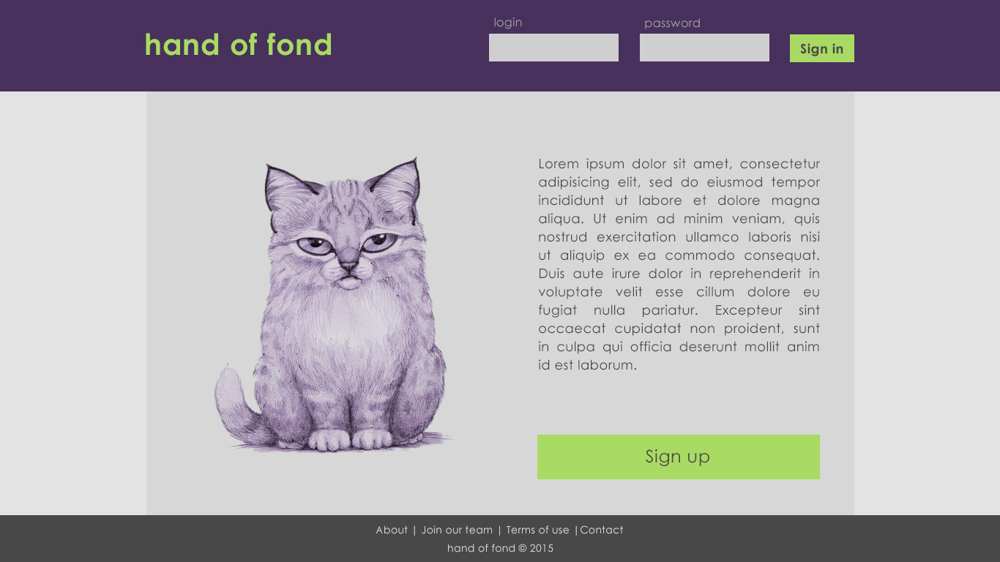 hand of fond
login
password
Sign in
Lorem ipsum dolor sit amet, consectetur
adipisicing elit, sed do eiusmod tempor
incididunt ut labore et dolore magna
aliqua. Ut enim ad minim veniam, quis
nostrud exercitation ullamco laboris nisi
ut aliquip ex ea commodo consequat.
Duis aute irure dolor in reprehenderit in
voluptate velit esse cillum dolore eu
fugiat nulla pariatur. Excepteur sint
occaecat cupidatat non proident, sunt
in culpa qui officia deserunt mollit anim
id est laborum.
Sign up
About | Join our team | Terms of use |Contact
hand of fond © 2015